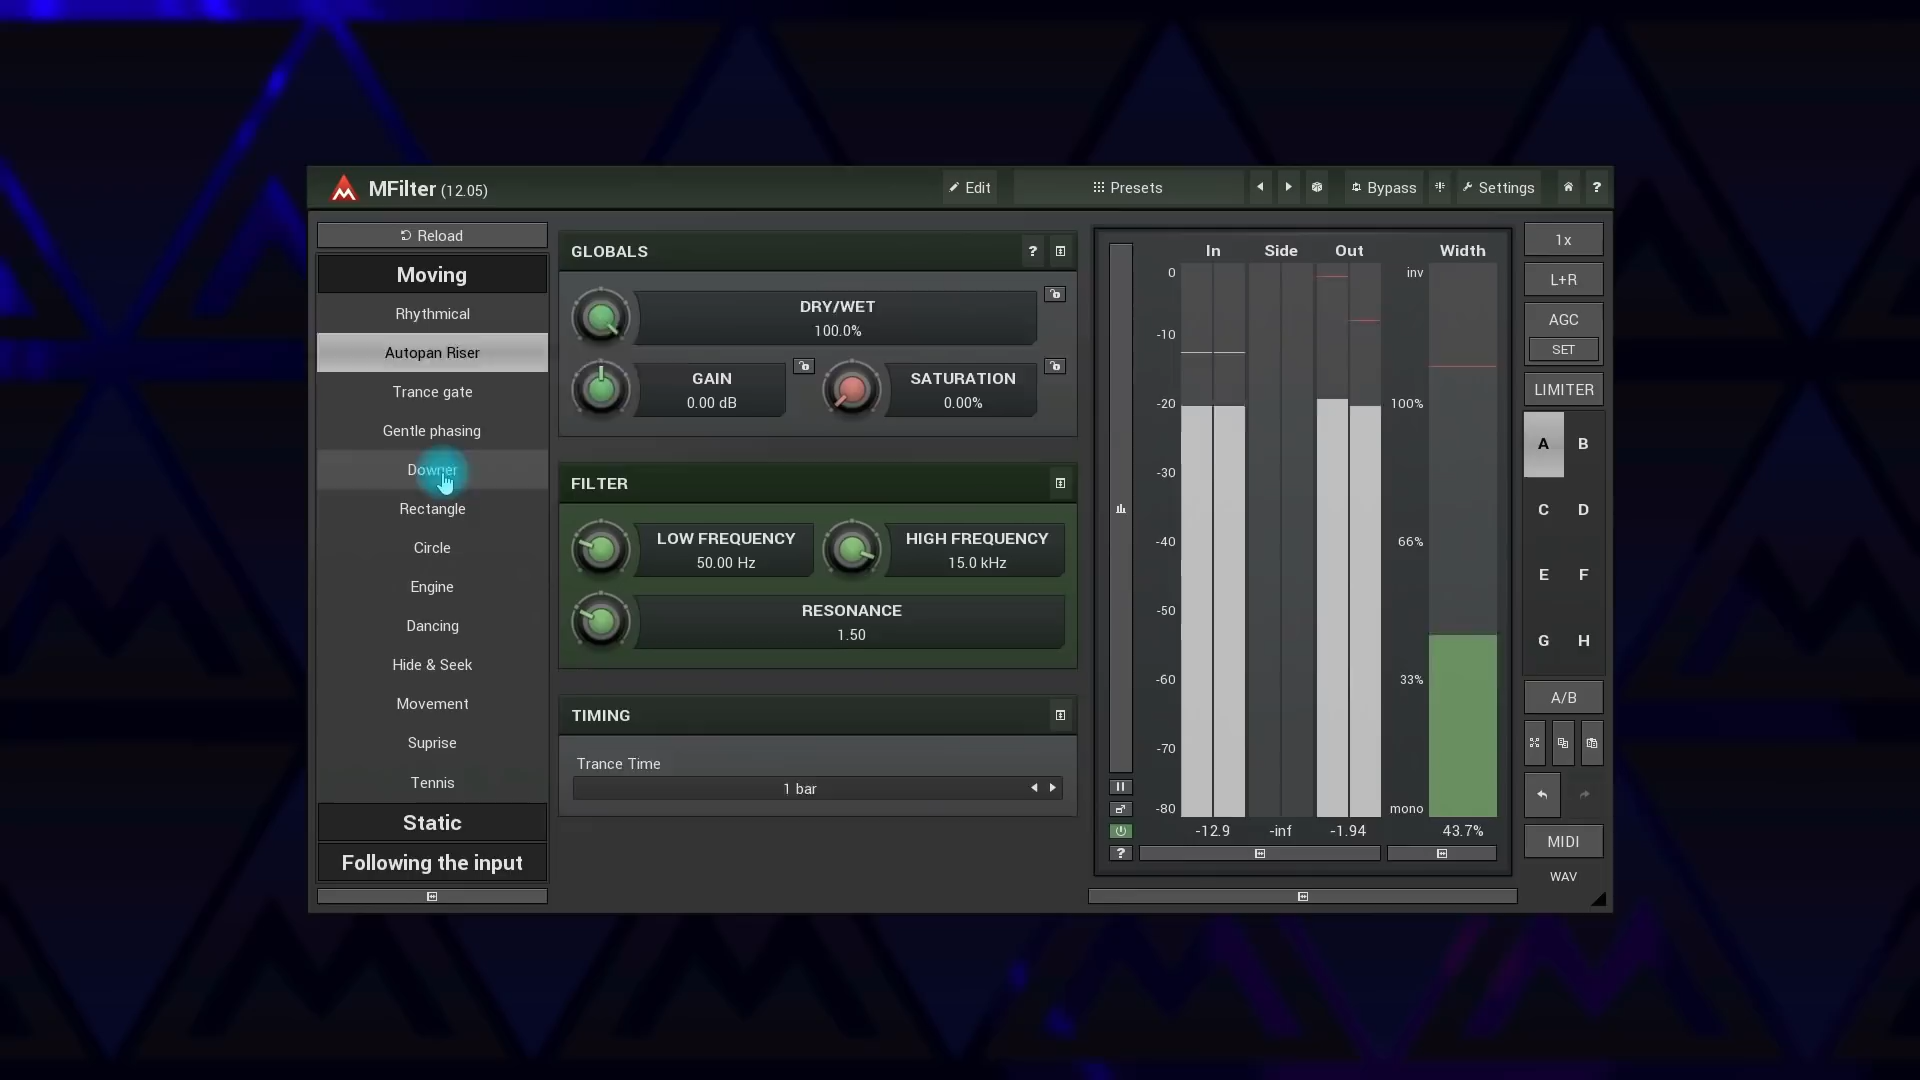 MFilter (12.05)
Edit
Presets
Bypass
Settings
?
Reload
Moving
Rhythmical
Autopan Riser
Trance gate
Gentle phasing
Downer
Rectangle
Circle
Engine
Dancing
Hide & Seek
Movement
Suprise
Tennis
Static
Following the input
GLOBALS
?
DRY/WET
100.0%
GAIN
0.00 dB
SATURATION
0.00%
FILTER
LOW FREQUENCY
50.00 Hz
HIGH FREQUENCY
15.0 kHz
RESONANCE
1.50
TIMING
Trance Time
1 bar
In Side Out Width
0
-10
-20
-30
-40
-50
-60
-70
-80
inv
100%
66%
33%
mono
-12.9 -inf -1.94 43.7%
?
1x
L+R
AGC
SET
LIMITER
A B
C D
E F
G H
A/B
MIDI
WAV